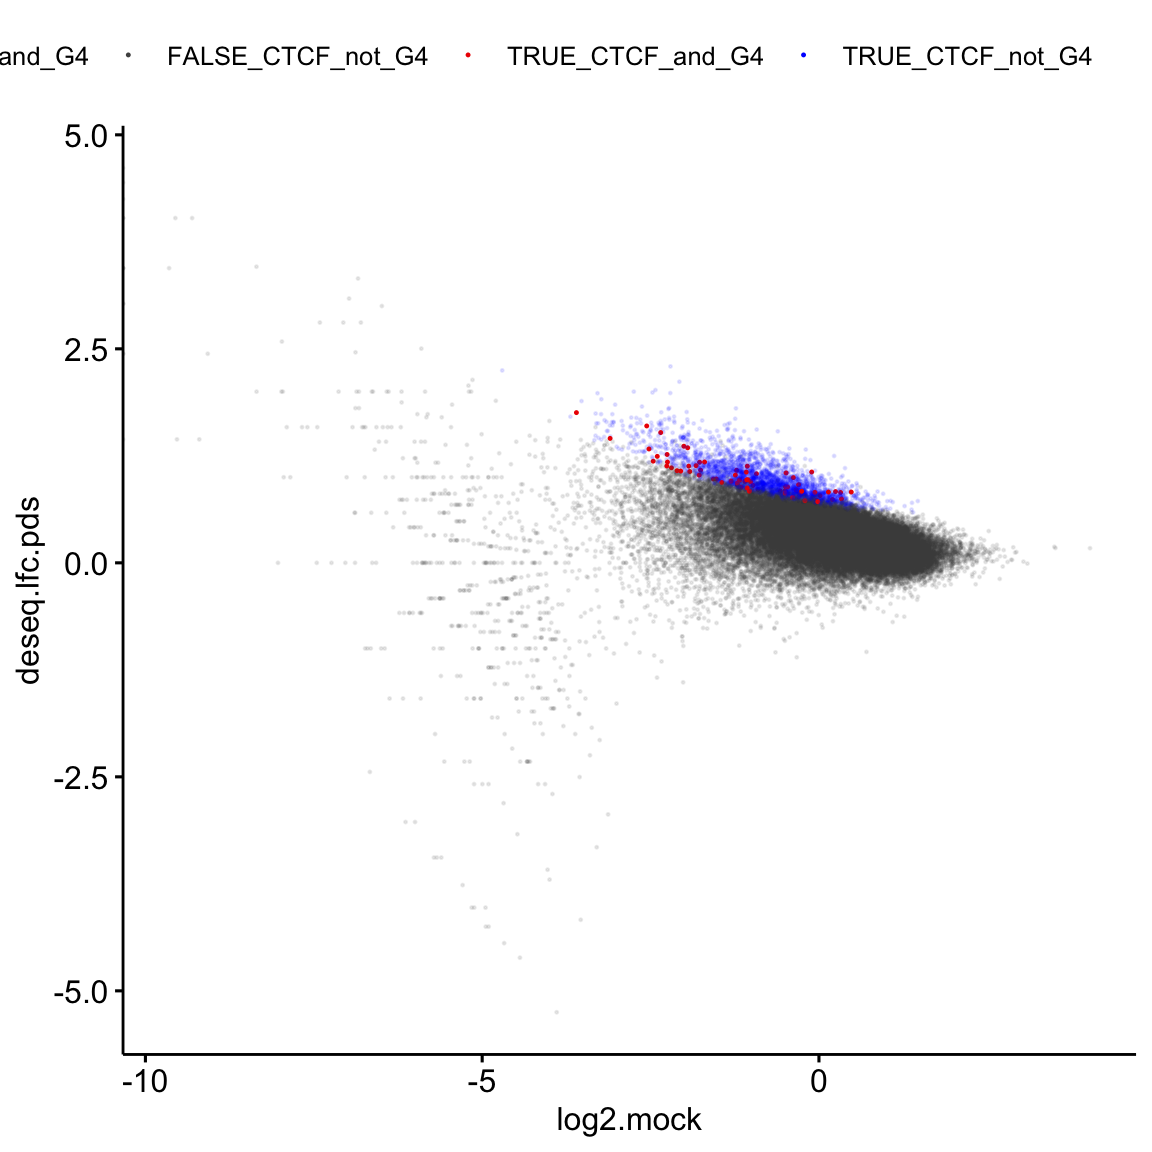 and_G4 FALSE_CTCF_not_G4 TRUE_CTCF_and_G4 TRUE_CTCF_not_G4
5.0
2.5
0.0
-2.5
-5.0
deseq.lfc.pds
-10 -5 0
log2.mock